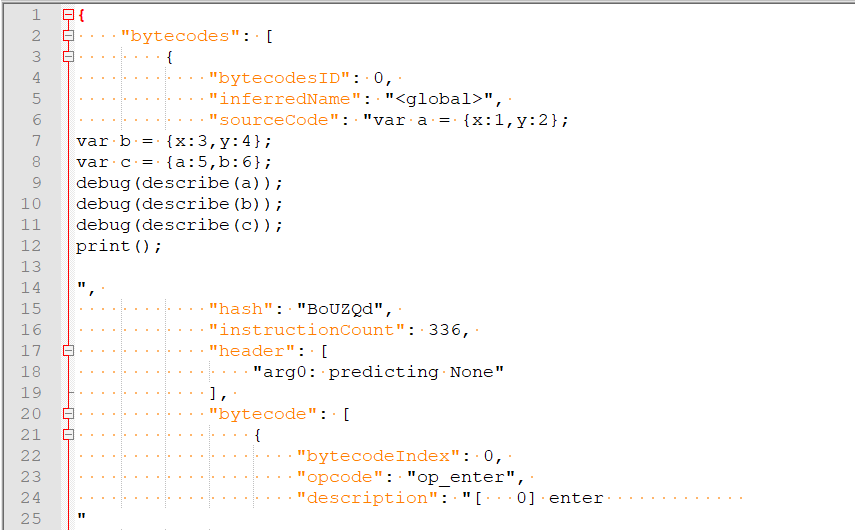 1 {
2 "bytecodes": [
3 {
4 "bytecodesID": 0,
5 "inferredName": "<global>",
6 "sourceCode": "var a = {x:1,y:2};
7 var b = {x:3,y:4};
8 var c = {a:5,b:6};
9 debug(describe(a));
10 debug(describe(b));
11 debug(describe(c));
12 print();
13
14 ",
15 "hash": "BoUZQd",
16 "instructionCount": 336,
17 "header": [
18 "arg0: predicting None"
19 ],
20 "bytecode": [
21 {
22 "bytecodeIndex": 0,
23 "opcode": "op_enter",
24 "description": "[   0] enter
25 "